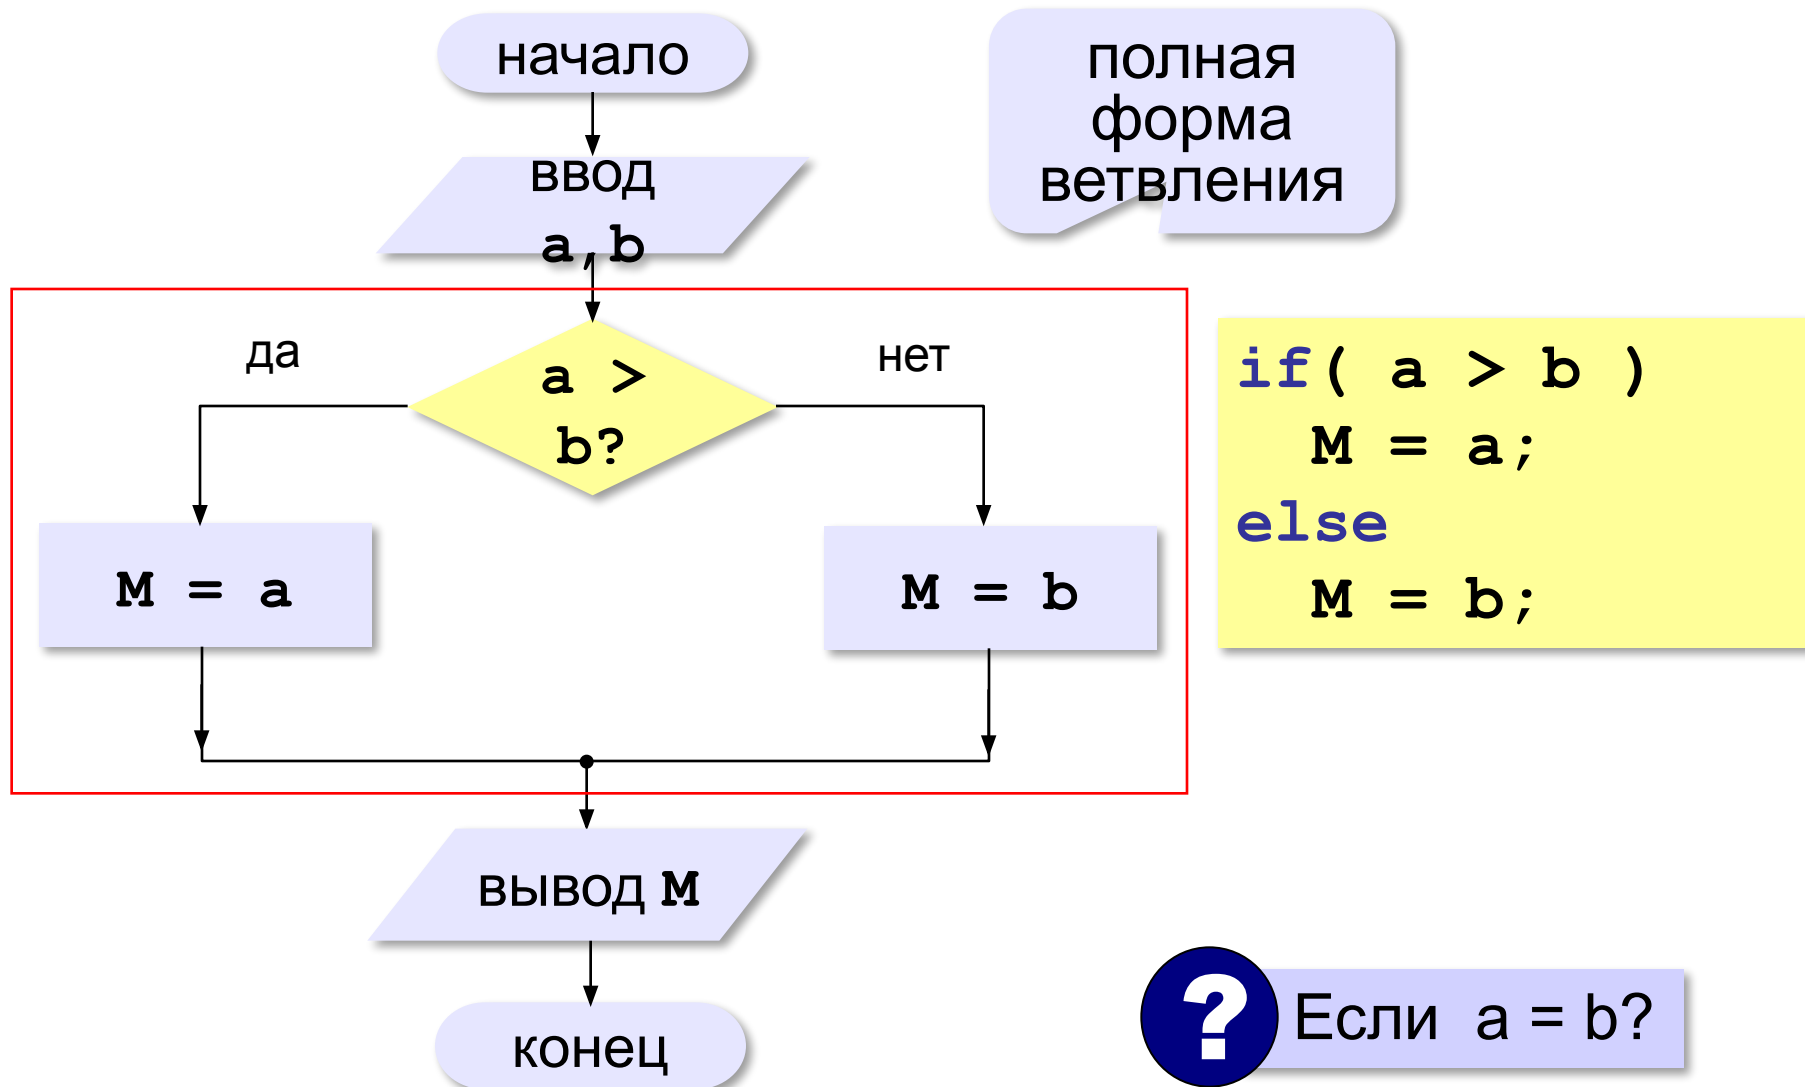 начало
полная
форма
ветвления
ввод
a,b
да
a >
b?
нет
if( a > b )
M = a;
else
M = b;
M = a
M = b
вывод M
конец
? Если a = b?